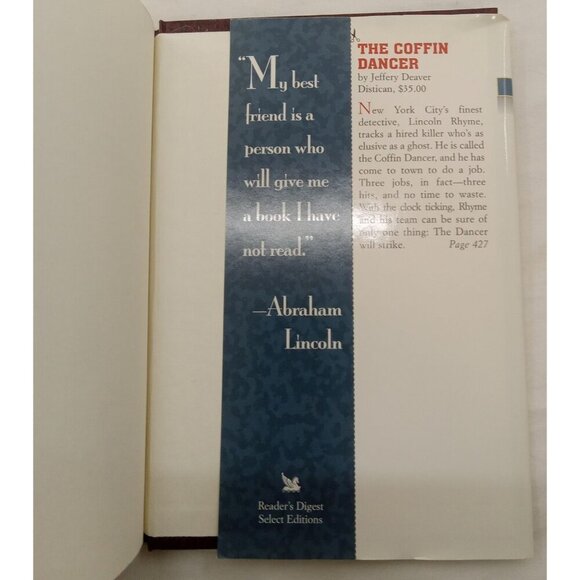 "My best
friend is a
person who
will give me
a book I have
not read."
—Abraham
Lincoln
Reader's Digest
Select Editions
THE COFFIN
DANCER
by Jeffery Deaver
Distican, $35.00
New York City's finest
detective, Lincoln Rhyme,
tracks a hired killer who's as
elusive as a ghost. He is called
the Coffin Dancer, and he has
come to town to do a job.
Three jobs, in fact—three
hits, and no time to waste.
With the clock ticking, Rhyme
and his team can be sure of
only one thing: The Dancer
will strike. Page 427